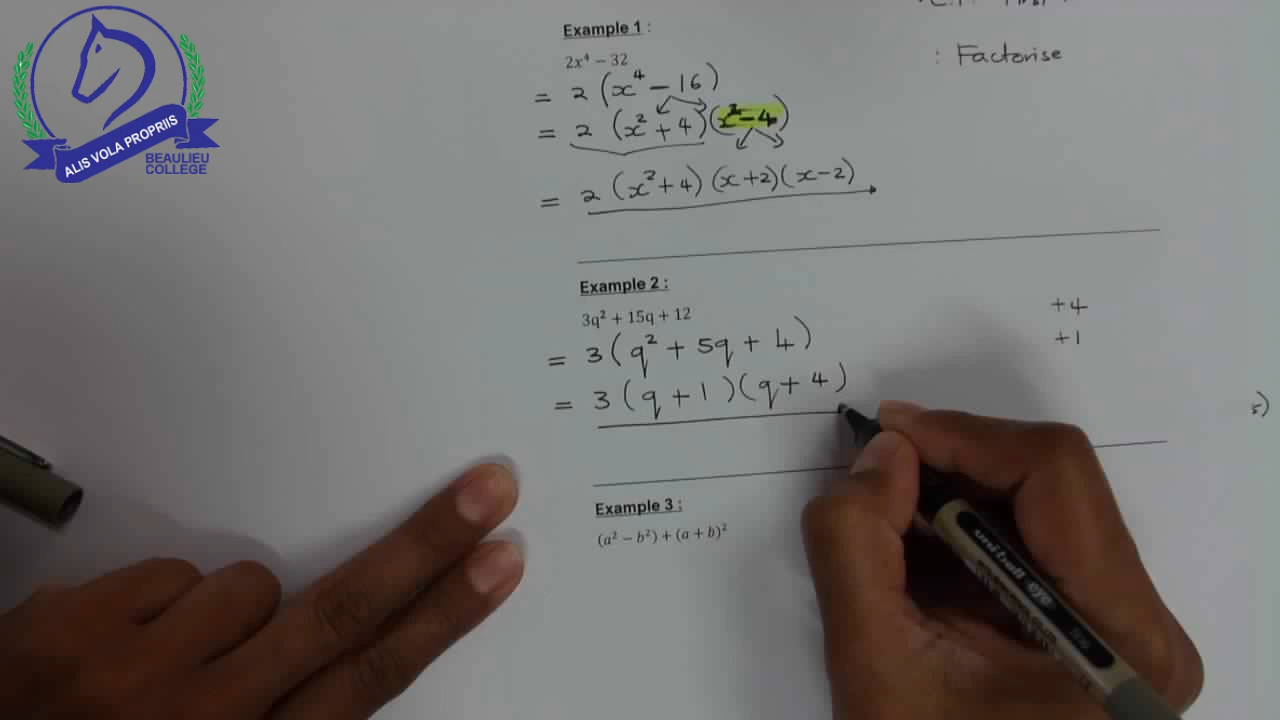 ALIS VOLA PROPRIIS
BEAULIEU
COLLEGE
: Factorise
Example 1 :
2x⁴ − 32
= 2 (x⁴ − 16)
= 2 (x² + 4)(x² − 4)
= 2 (x² + 4) (x + 2)(x − 2)
Example 2 :
3q² + 15q + 12
= 3 (q² + 5q + 4)
+4
+1
= 3 (q + 1)(q + 4)
5)
Example 3 :
(a² − b²) + (a + b)²
uni-ball eye